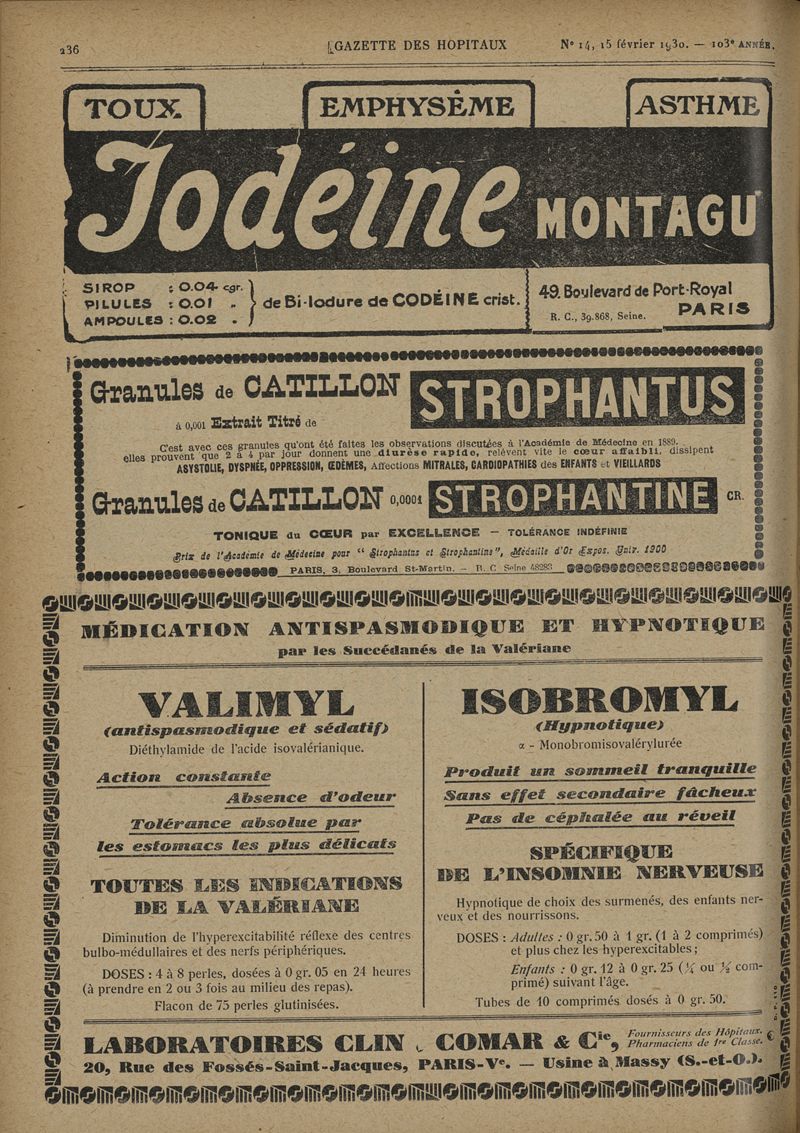 236
GAZETTE DES HOPITAUX
Nº 14, 15 février 1930. — 103e ANNÉE.
TOUX.
EMPHYSÈME
ASTHME
Iodéine MONTAGU
SIROP : 0.04 cgr.
PILULES : 0.01 „
AMPOULES : 0.02 „
de Bi-Iodure de CODÉINE crist.
49. Boulevard de Port-Royal
PARIS
R. C., 39.868, Seine.
Granules de CATILLON STROPHANTUS
à 0,001 Extrait Titré de
C'est avec ces granules qu'ont été faites les observations discutées à l'Académie de Médecine en 1889.
elles prouvent que 2 à 4 par jour donnent une diurèse rapide, relèvent vite le cœur affaibli, dissipent
ASYSTOLIE, DYSPNÉE, OPPRESSION, ŒDÈMES, Affections MITRALES, CARDIOPATHIES des ENFANTS et VIEILLARDS
Granules de CATILLON 0,0001 STROPHANTINE CR.
TONIQUE du CŒUR par EXCELLENCE — TOLÉRANCE INDÉFINIE
Prix de l'Académie de Médecine pour “ Strophantus et Strophantine”, Médaille d'Or Expos. Univ. 1900
PARIS, 3, Boulevard St-Martin. — R. C. Seine 48283
MÉDICATION ANTISPASMODIQUE ET HYPNOTIQUE
par les Succédanés de la Valériane
VALIMYL
(antispasmodique et sédatif)
Diéthylamide de l'acide isovalérianique.
Action constante
Absence d'odeur
Tolérance absolue par
les estomacs les plus délicats
TOUTES LES INDICATIONS
DE LA VALÉRIANE
Diminution de l'hyperexcitabilité réflexe des centres
bulbo-médullaires et des nerfs périphériques.
DOSES : 4 à 8 perles, dosées à 0 gr. 05 en 24 heures
(à prendre en 2 ou 3 fois au milieu des repas).
Flacon de 75 perles glutinisées.
ISOBROMYL
(Hypnotique)
α - Monobromisovalérylurée
Produit un sommeil tranquille
Sans effet secondaire fâcheux
Pas de céphalée au réveil
SPÉCIFIQUE
DE L'INSOMNIE NERVEUSE
Hypnotique de choix des surmenés, des enfants ner-
veux et des nourrissons.
DOSES : Adultes : 0 gr. 50 à 1 gr. (1 à 2 comprimés)
et plus chez les hyperexcitables ;
Enfants : 0 gr. 12 à 0 gr. 25 (¼ ou ½ com-
primé) suivant l'âge.
Tubes de 10 comprimés dosés à 0 gr. 50.
LABORATOIRES CLIN, COMAR & Cie, Fournisseurs des Hôpitaux.
Pharmaciens de 1re Classe.
20, Rue des Fossés-Saint-Jacques, PARIS-Ve. — Usine à Massy (S.-et-O.).